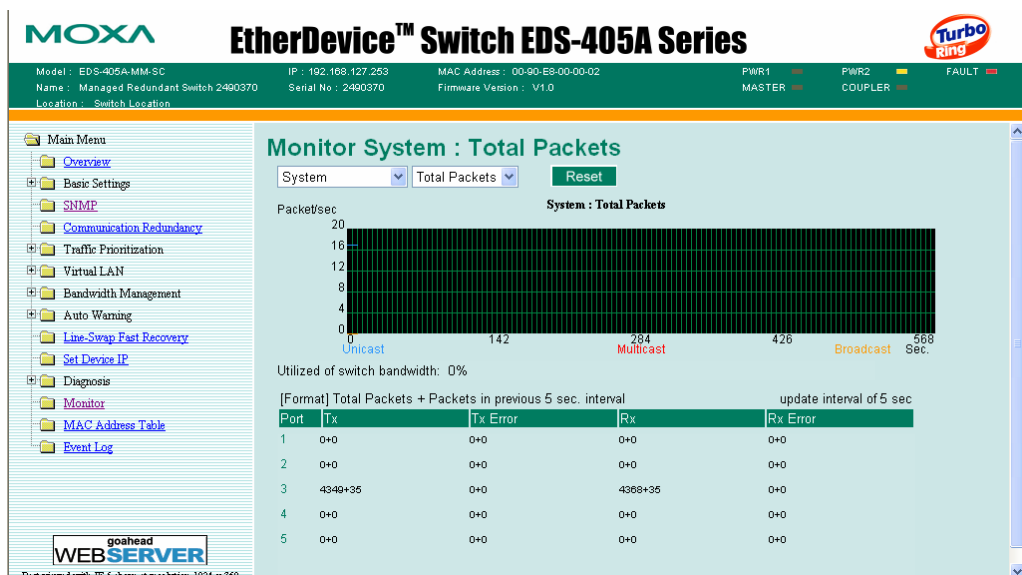 MOXA
EtherDevice™ Switch EDS-405A Series
Turbo Ring
Model : EDS-405A-MM-SC IP : 192.168.127.253 MAC Address : 00-90-E8-00-00-02 PWR1 PWR2 FAULT
Name : Managed Redundant Switch 2490370 Serial No : 2490370 Firmware Version : V1.0 MASTER COUPLER
Location : Switch Location
Main Menu
Overview
Basic Settings
SNMP
Communication Redundancy
Traffic Prioritization
Virtual LAN
Bandwidth Management
Auto Warning
Line-Swap Fast Recovery
Set Device IP
Diagnosis
Monitor
MAC Address Table
Event Log
goahead
WEBSERVER
Monitor System : Total Packets
System Total Packets Reset
Packet/sec System : Total Packets
20
16
12
8
4
0
0 142 284 426 568
Unicast Multicast Broadcast Sec.
Utilized of switch bandwidth: 0%
[Format] Total Packets + Packets in previous 5 sec. interval update interval of 5 sec
Port Tx Tx Error Rx Rx Error
1 0+0 0+0 0+0 0+0
2 0+0 0+0 0+0 0+0
3 4349+35 0+0 4368+35 0+0
4 0+0 0+0 0+0 0+0
5 0+0 0+0 0+0 0+0